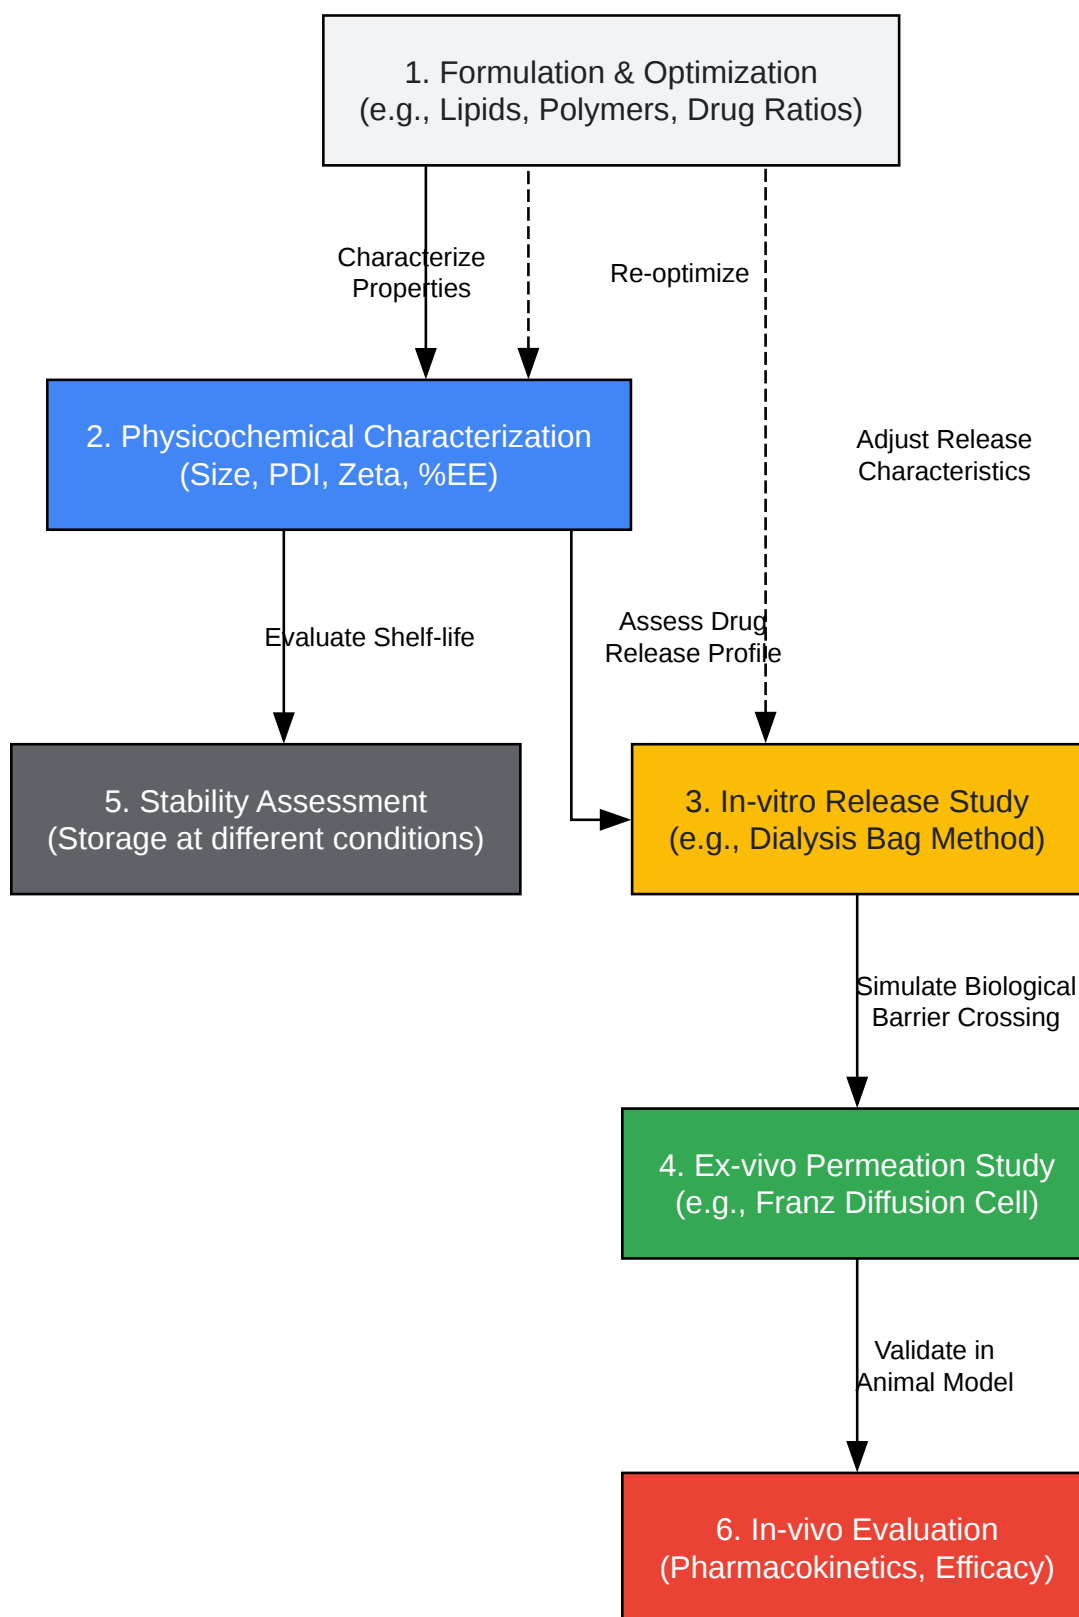 1. Formulation & Optimization
(e.g., Lipids, Polymers, Drug Ratios)
Characterize
Properties
Re-optimize
2. Physicochemical Characterization
(Size, PDI, Zeta, %EE)
Adjust Release
Characteristics
Evaluate Shelf-life
Assess Drug
Release Profile
5. Stability Assessment
(Storage at different conditions)
3. In-vitro Release Study
(e.g., Dialysis Bag Method)
Simulate Biological
Barrier Crossing
4. Ex-vivo Permeation Study
(e.g., Franz Diffusion Cell)
Validate in
Animal Model
6. In-vivo Evaluation
(Pharmacokinetics, Efficacy)